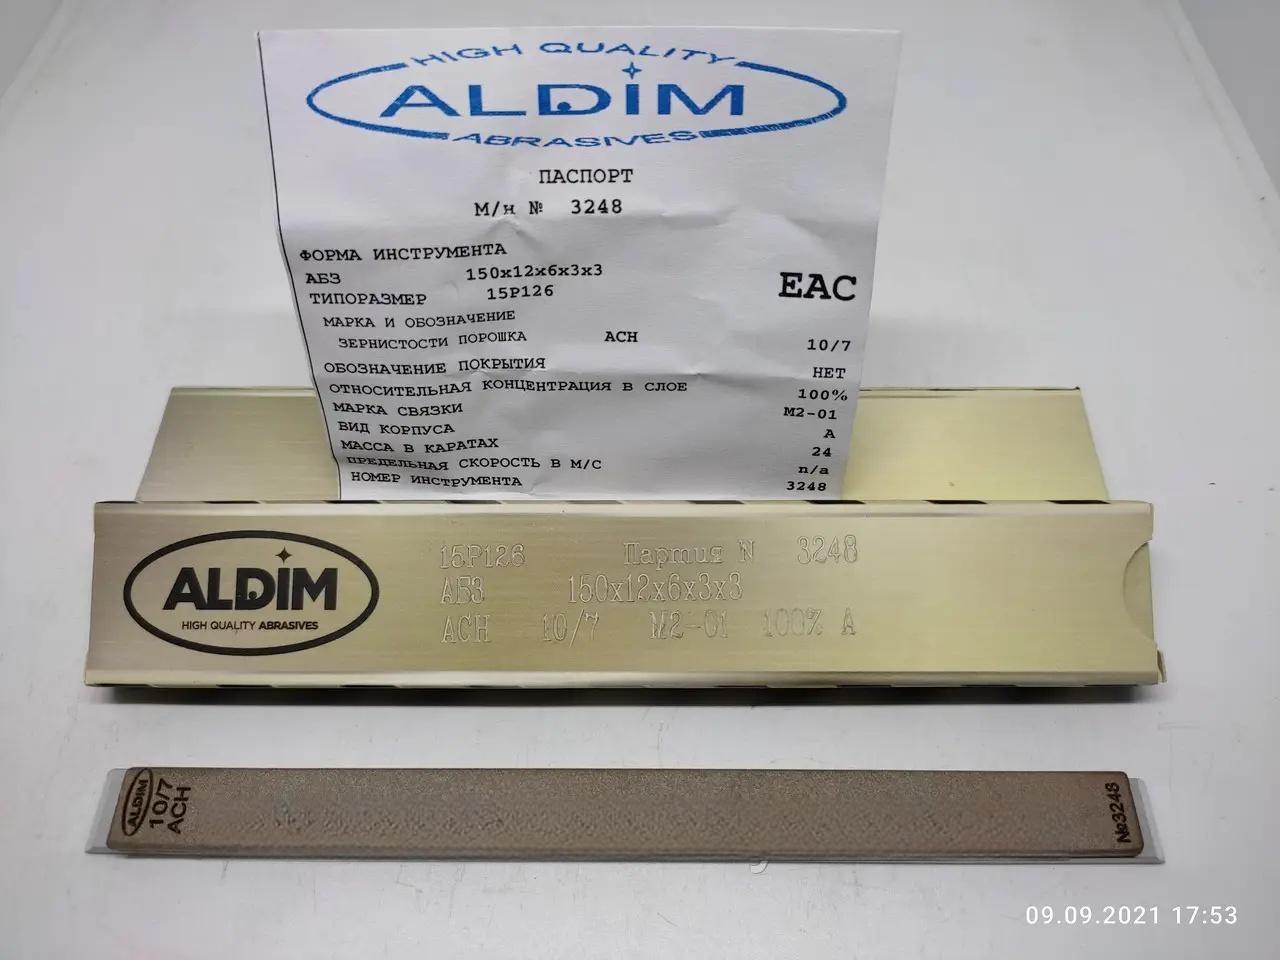 HIGH QUALITY
ALDIM
ABRASIVES
ПАСПОРТ
М/н № 3248
ФОРМА ИНСТРУМЕНТА
АБЗ 150х12х6х3х3
ТИПОРАЗМЕР 15Р126
МАРКА И ОБОЗНАЧЕНИЕ
ЗЕРНИСТОСТИ ПОРОШКА АСН 10/7
ОБОЗНАЧЕНИЕ ПОКРЫТИЯ НЕТ
ОТНОСИТЕЛЬНАЯ КОНЦЕНТРАЦИЯ В СЛОЕ 100%
МАРКА СВЯЗКИ М2-01
ВИД КОРПУСА А
МАССА В КАРАТАХ 24
ПРЕДЕЛЬНАЯ СКОРОСТЬ В М/С n/a
НОМЕР ИНСТРУМЕНТА 3248
ЕАС
ALDIM
HIGH QUALITY ABRASIVES
15Р126 Партия N 3248
АБЗ 150х12х6х3х3
АСН 10/7 М2-01 100% А
ALDIM
10/7
АСН
№3248
09.09.2021 17:53